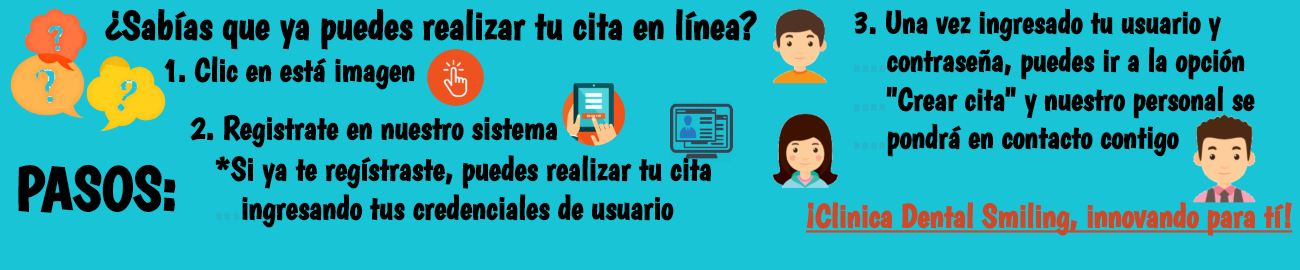 ¿Sabías que ya puedes realizar tu cita en línea?
PASOS:
1. Clic en está imagen
2. Registrate en nuestro sistema
*Si ya te regístraste, puedes realizar tu cita
ingresando tus credenciales de usuario
3. Una vez ingresado tu usuario y
contraseña, puedes ir a la opción
"Crear cita" y nuestro personal se
pondrá en contacto contigo
¡Clinica Dental Smiling, innovando para tí!